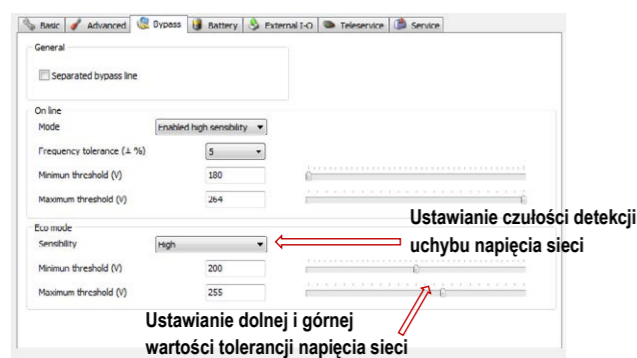 Basic Advanced Bypass Battery External I-O Teleservice Service
General
Separated bypass line
On line
Mode Enabled high sensibility
Frequency tolerance (± %) 5
Minimun threshold (V) 180
Maximum threshold (V) 264
Ustawianie czułości detekcji
uchybu napięcia sieci
Eco mode
Sensibility High
Minimun threshold (V) 200
Maximum threshold (V) 255
Ustawianie dolnej i górnej
wartości tolerancji napięcia sieci